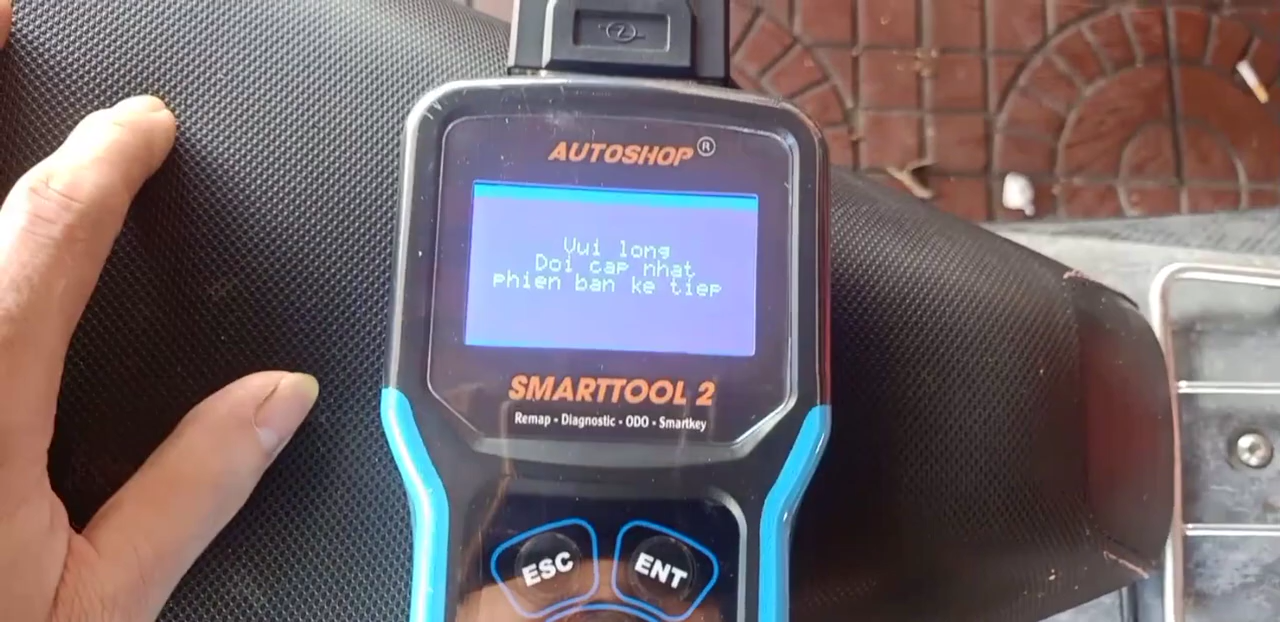 AUTOSHOP ®
Vui long
Doi cap nhat
phien ban ke tiep
SMARTTOOL 2
Remap • Diagnostic • ODO • Smartkey
ESC
ENT